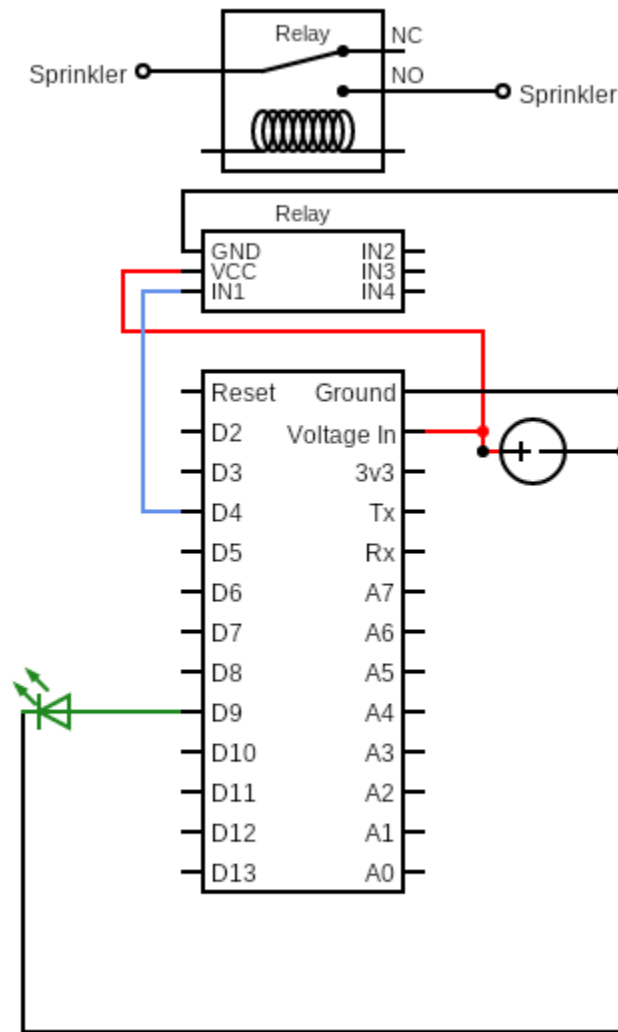 Relay
NC
Sprinkler
NO
Sprinkler
Relay
GND IN2
VCC IN3
IN1 IN4
Reset Ground
D2 Voltage In
D3 3v3
D4 Tx
D5 Rx
D6 A7
D7 A6
D8 A5
D9 A4
D10 A3
D11 A2
D12 A1
D13 A0